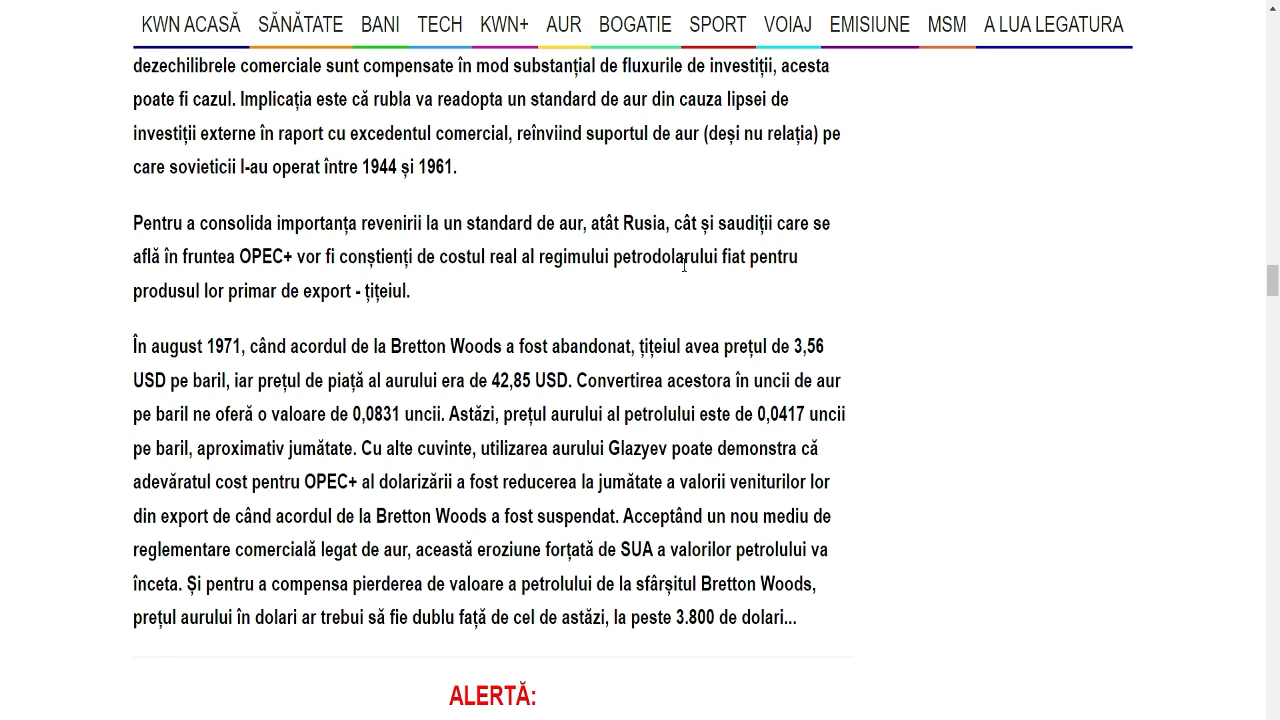 KWN ACASĂ SĂNĂTATE BANI TECH KWN+ AUR BOGATIE SPORT VOIAJ EMISIUNE MSM A LUA LEGATURA
dezechilibrele comerciale sunt compensate în mod substanțial de fluxurile de investiții, acesta
poate fi cazul. Implicația este că rubla va readopta un standard de aur din cauza lipsei de
investiții externe în raport cu excedentul comercial, reînviind suportul de aur (deși nu relația) pe
care sovieticii l-au operat între 1944 și 1961.
Pentru a consolida importanța revenirii la un standard de aur, atât Rusia, cât și saudiții care se
află în fruntea OPEC+ vor fi conștienți de costul real al regimului petrodolarului fiat pentru
produsul lor primar de export - țițeiul.
În august 1971, când acordul de la Bretton Woods a fost abandonat, țițeiul avea prețul de 3,56
USD pe baril, iar prețul de piață al aurului era de 42,85 USD. Convertirea acestora în uncii de aur
pe baril ne oferă o valoare de 0,0831 uncii. Astăzi, prețul aurului al petrolului este de 0,0417 uncii
pe baril, aproximativ jumătate. Cu alte cuvinte, utilizarea aurului Glazyev poate demonstra că
adevăratul cost pentru OPEC+ al dolarizării a fost reducerea la jumătate a valorii veniturilor lor
din export de când acordul de la Bretton Woods a fost suspendat. Acceptând un nou mediu de
reglementare comercială legat de aur, această eroziune forțată de SUA a valorilor petrolului va
înceta. Și pentru a compensa pierderea de valoare a petrolului de la sfârșitul Bretton Woods,
prețul aurului în dolari ar trebui să fie dublu față de cel de astăzi, la peste 3.800 de dolari...
ALERTĂ: